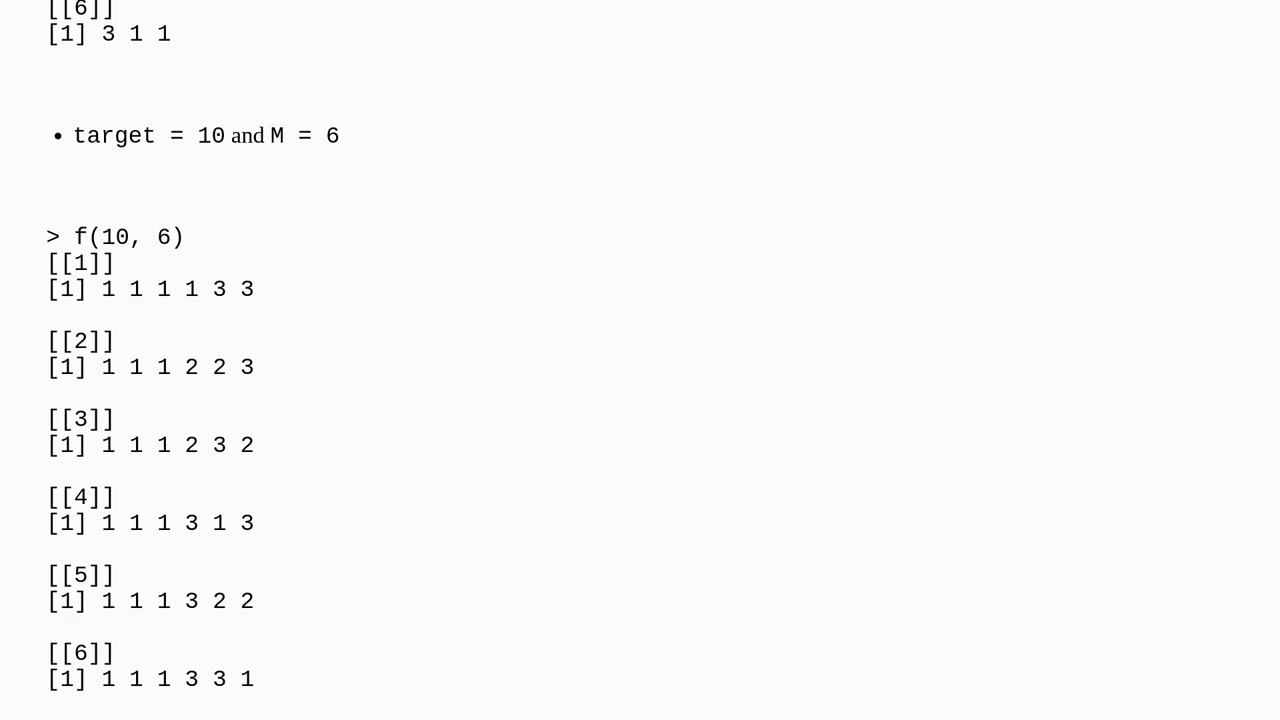 [[6]]
[1] 3 1 1
• target = 10 and M = 6
> f(10, 6)
[[1]]
[1] 1 1 1 1 3 3
[[2]]
[1] 1 1 1 2 2 3
[[3]]
[1] 1 1 1 2 3 2
[[4]]
[1] 1 1 1 3 1 3
[[5]]
[1] 1 1 1 3 2 2
[[6]]
[1] 1 1 1 3 3 1